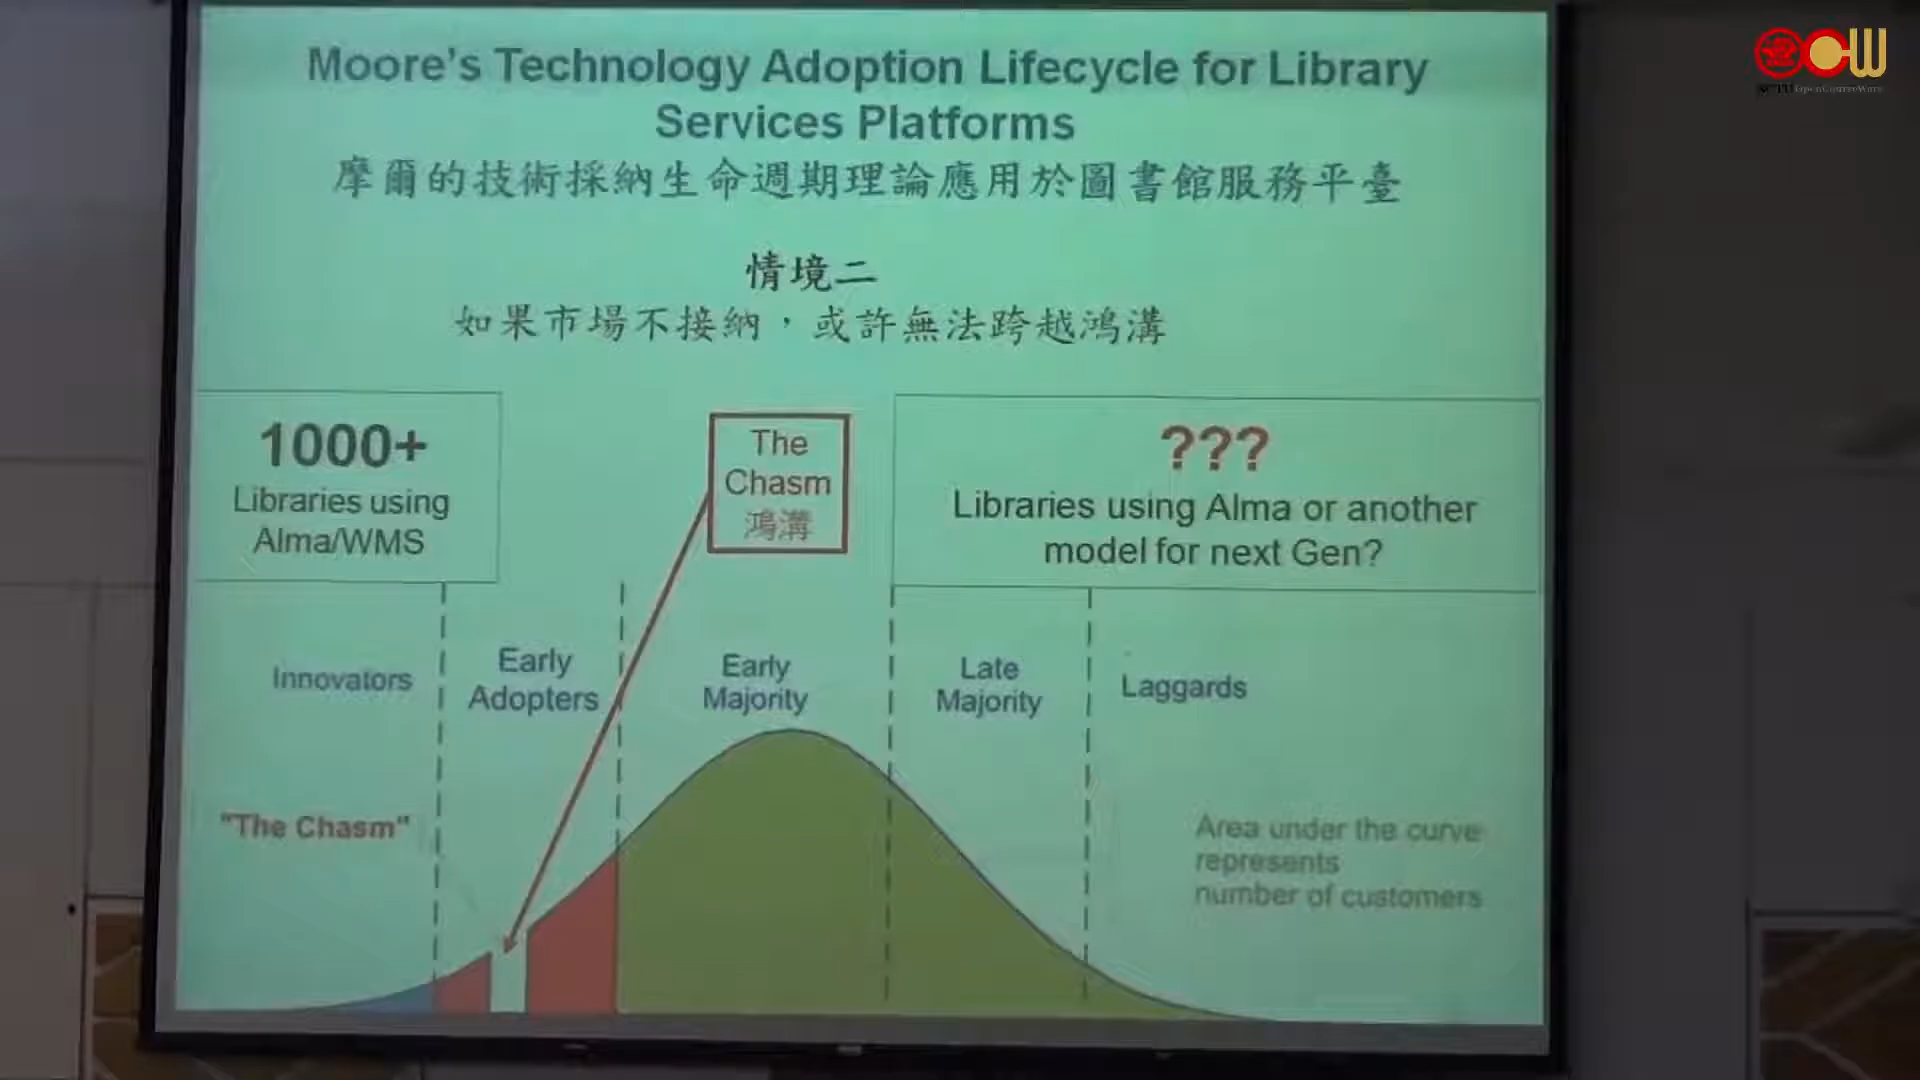 Moore's Technology Adoption Lifecycle for Library
Services Platforms
摩爾的技術採納生命週期理論應用於圖書館服務平臺
情境二
如果市場不接納，或許無法跨越鴻溝
1000+
Libraries using
Alma/WMS
The
Chasm
鴻溝
???
Libraries using Alma or another
model for next Gen?
Innovators
Early
Adopters
Early
Majority
Late
Majority
Laggards
"The Chasm"
Area under the curve
represents
number of customers
OCW
NCTU OpenCourseWare